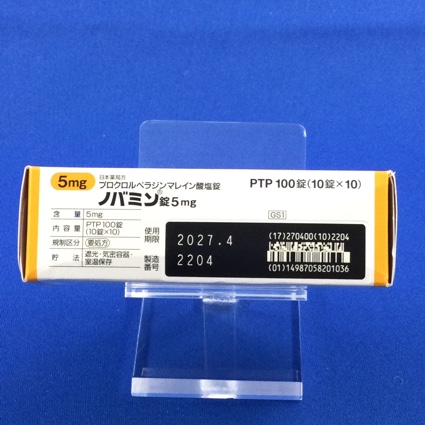 5mg
日本薬局方
プロクロルペラジンマレイン酸塩錠
ノバミン®錠5mg
PTP 100錠(10錠×10)
含量 5mg
内容量 PTP 100錠
(10錠×10)
規制区分 要処方
貯法 遮光・気密容器・
室温保存
使用
期限
2027.4
製造
番号
2204
GS1
(17)270400(10)2204
(01)14987058201036